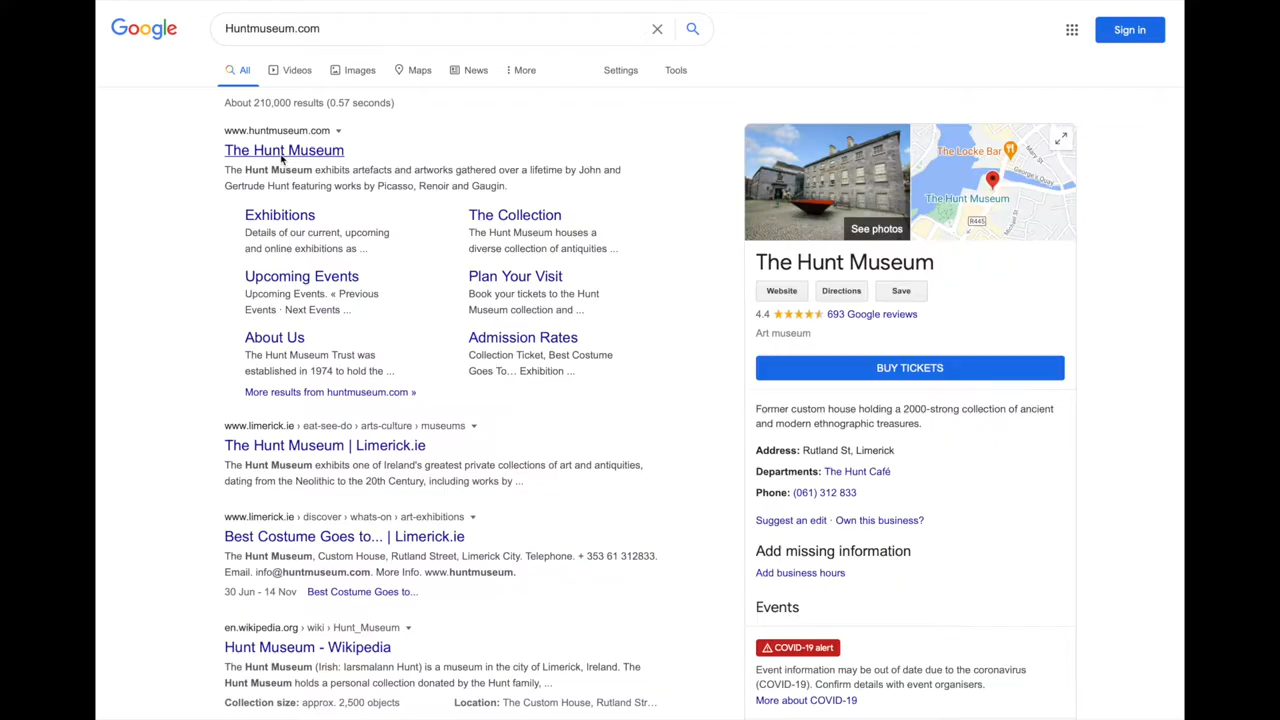 Google
Huntmuseum.com
Sign in
All Videos Images Maps News More Settings Tools
About 210,000 results (0.57 seconds)
www.huntmuseum.com
The Hunt Museum
The Hunt Museum exhibits artefacts and artworks gathered over a lifetime by John and
Gertrude Hunt featuring works by Picasso, Renoir and Gaugin.
Exhibitions
Details of our current, upcoming
and online exhibitions as ...
The Collection
The Hunt Museum houses a
diverse collection of antiquities ...
Upcoming Events
Upcoming Events. « Previous
Events · Next Events ...
Plan Your Visit
Book your tickets to the Hunt
Museum collection and ...
About Us
The Hunt Museum Trust was
established in 1974 to hold the ...
Admission Rates
Collection Ticket, Best Costume
Goes To… Exhibition ...
More results from huntmuseum.com »
www.limerick.ie › eat-see-do › arts-culture › museums
The Hunt Museum | Limerick.ie
The Hunt Museum exhibits one of Ireland's greatest private collections of art and antiquities,
dating from the Neolithic to the 20th Century, including works by ...
www.limerick.ie › discover › whats-on › art-exhibitions
Best Costume Goes to... | Limerick.ie
The Hunt Museum, Custom House, Rutland Street, Limerick City. Telephone. + 353 61 312833.
Email. info@huntmuseum.com. More Info. www.huntmuseum.
30 Jun - 14 Nov Best Costume Goes to...
en.wikipedia.org › wiki › Hunt_Museum
Hunt Museum - Wikipedia
The Hunt Museum (Irish: Iarsmalann Hunt) is a museum in the city of Limerick, Ireland. The
Hunt Museum holds a personal collection donated by the Hunt family, ...
Collection size: approx. 2,500 objects Location: The Custom House, Rutland Str…
See photos
The Locke Bar
Mary St
George's Quay
The Hunt Museum
R445
The Hunt Museum
Website Directions Save
4.4 693 Google reviews
Art museum
BUY TICKETS
Former custom house holding a 2000-strong collection of ancient
and modern ethnographic treasures.
Address: Rutland St, Limerick
Departments: The Hunt Café
Phone: (061) 312 833
Suggest an edit · Own this business?
Add missing information
Add business hours
Events
COVID-19 alert
Event information may be out of date due to the coronavirus
(COVID-19). Confirm details with event organisers.
More about COVID-19